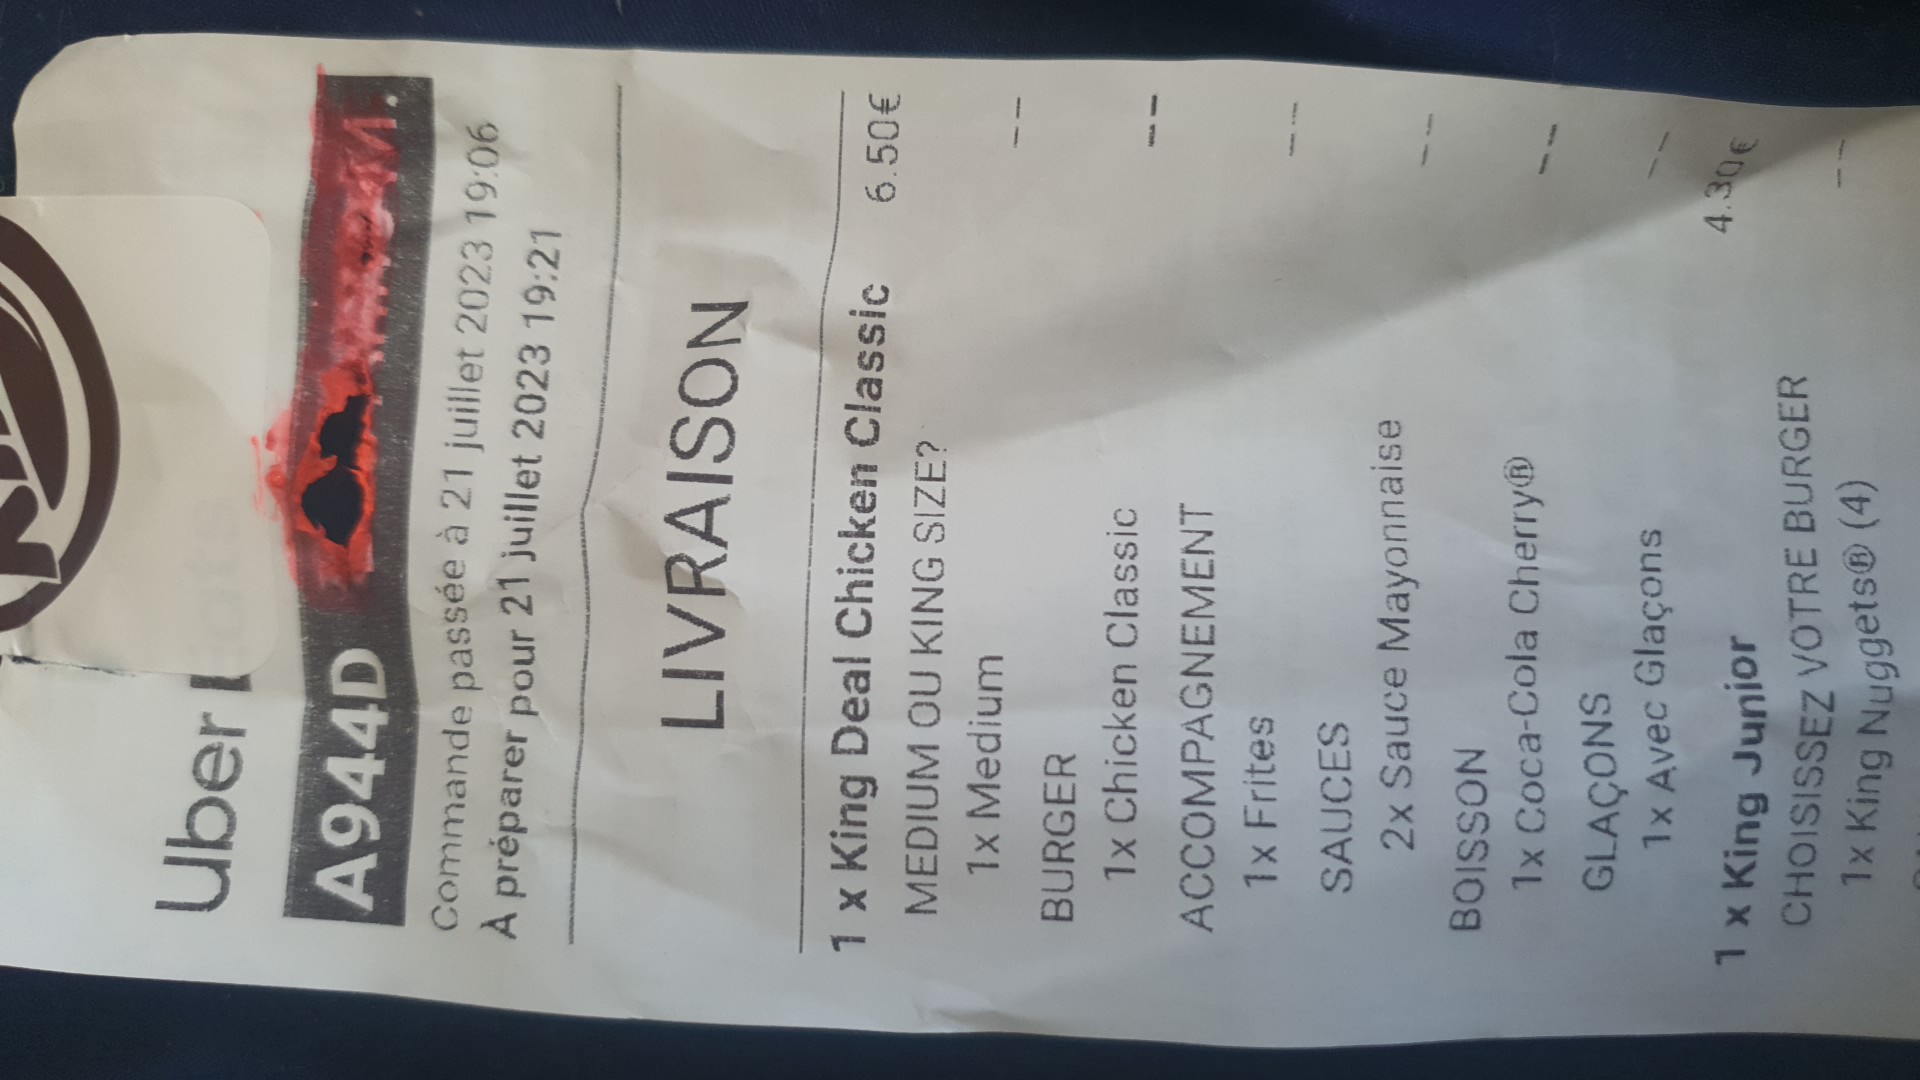 Uber
A944D
Commande passée à 21 juillet 2023 19:06
À préparer pour 21 juillet 2023 19:21
LIVRAISON
1 x King Deal Chicken Classic 6.50€
MEDIUM OU KING SIZE?
1x Medium --
BURGER
1x Chicken Classic --
ACCOMPAGNEMENT
1x Frites --
SAUCES
2x Sauce Mayonnaise --
BOISSON
1x Coca-Cola Cherry® --
GLAÇONS
1x Avec Glaçons --
1 x King Junior 4.30€
CHOISISSEZ VOTRE BURGER
1x King Nuggets® (4) --